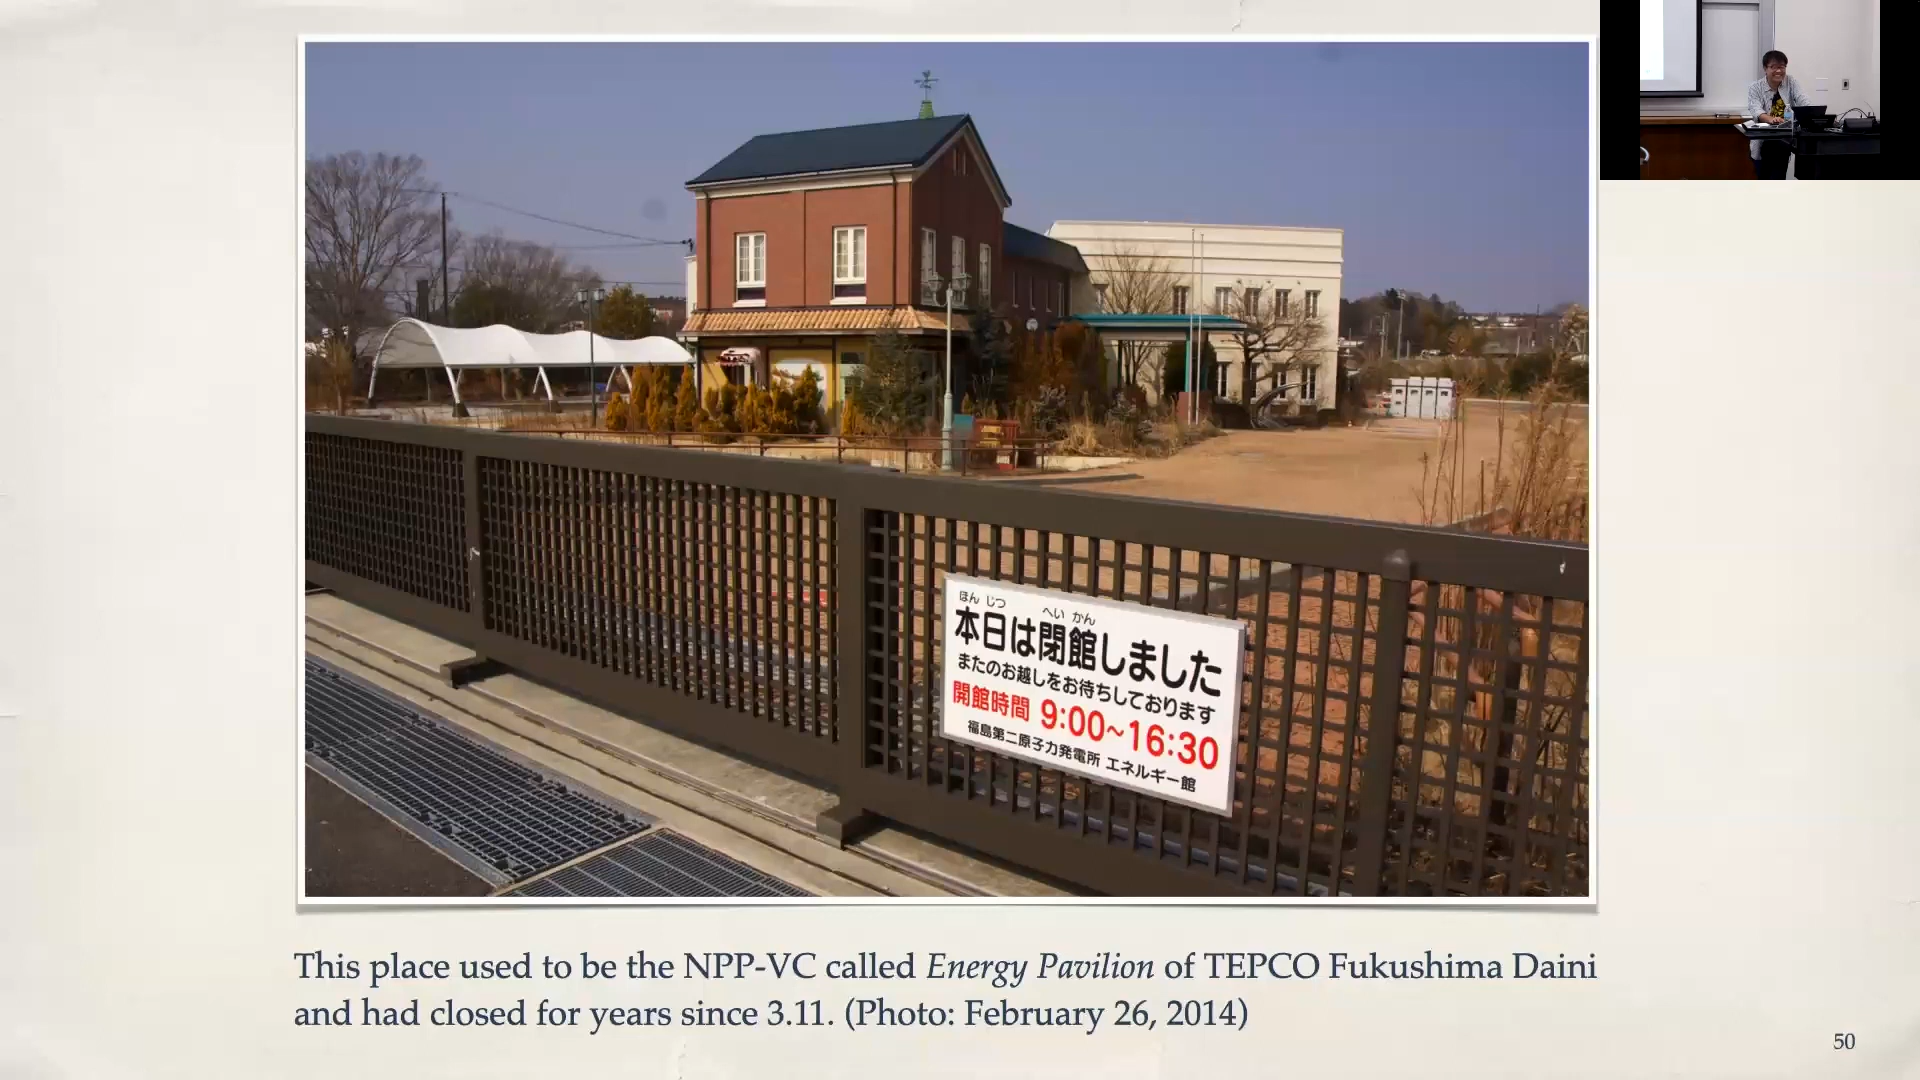 ほん じつ へい かん
本日は閉館しました
またのお越しをお待ちしております
開館時間 9:00~16:30
福島第二原子力発電所 エネルギー館
This place used to be the NPP-VC called Energy Pavilion of TEPCO Fukushima Daini
and had closed for years since 3.11. (Photo: February 26, 2014)
50